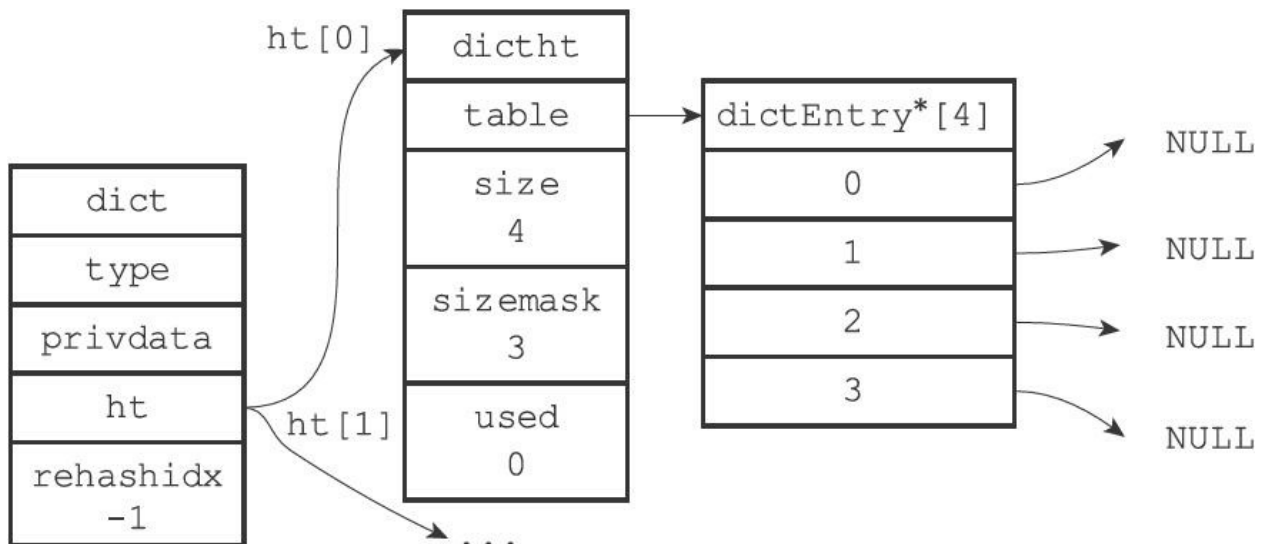 dict
type
privdata
ht
rehashidx
-1
ht[0]
ht[1]
dictht
table
size
4
sizemask
3
used
0
...
dictEntry*[4]
0
1
2
3
NULL
NULL
NULL
NULL